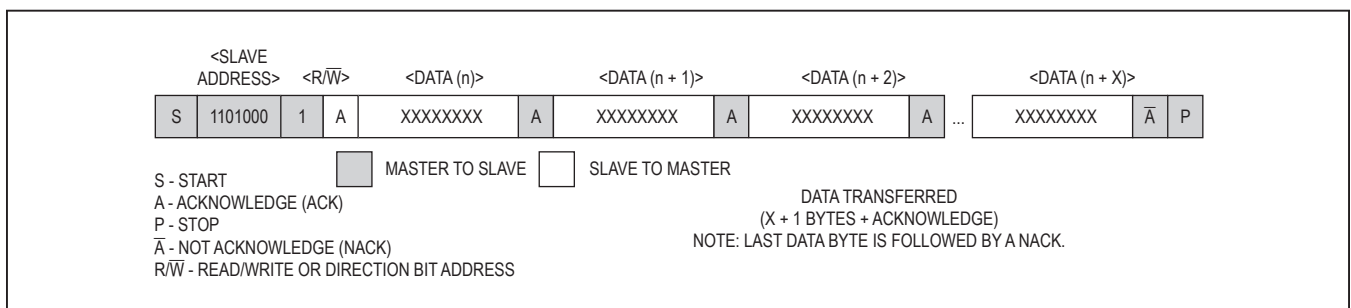 <SLAVE
ADDRESS> <R/W̅> <DATA (n)> <DATA (n + 1)> <DATA (n + 2)> <DATA (n + X)>
S 1101000 1 A XXXXXXXX A XXXXXXXX A XXXXXXXX A ... XXXXXXXX A̅ P
MASTER TO SLAVE SLAVE TO MASTER
S - START
A - ACKNOWLEDGE (ACK)
P - STOP
A̅ - NOT ACKNOWLEDGE (NACK)
R/W̅ - READ/WRITE OR DIRECTION BIT ADDRESS
DATA TRANSFERRED
(X + 1 BYTES + ACKNOWLEDGE)
NOTE: LAST DATA BYTE IS FOLLOWED BY A NACK.